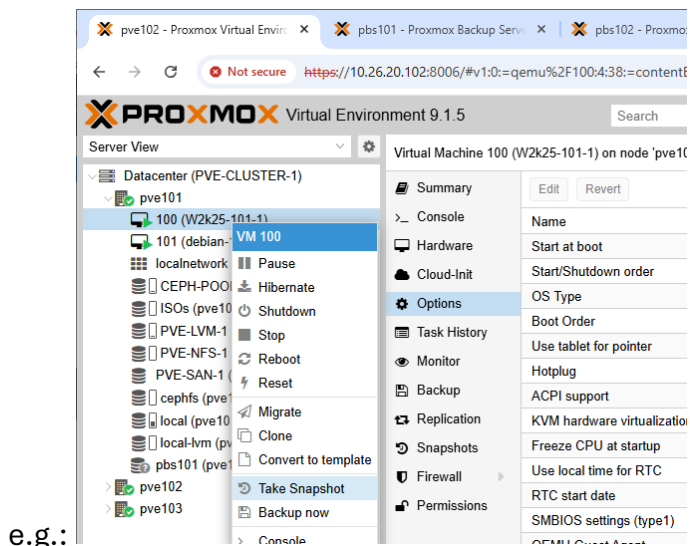 pve102 - Proxmox Virtual Enviro
pbs101 - Proxmox Backup Serv
pbs102 - Proxmo
Not secure https://10.26.20.102:8006/#v1:0:=qemu%2F100:4:38:=contentB
PROXMOX Virtual Environment 9.1.5
Search
Server View
Datacenter (PVE-CLUSTER-1)
pve101
100 (W2k25-101-1)
101 (debian-
localnetwork
CEPH-POO
ISOs (pve10
PVE-LVM-1
PVE-NFS-1
PVE-SAN-1 (
cephfs (pve1
local (pve10
local-lvm (pv
pbs101 (pve1
pve102
pve103
VM 100
Pause
Hibernate
Shutdown
Stop
Reboot
Reset
Migrate
Clone
Convert to template
Take Snapshot
Backup now
Console
Virtual Machine 100 (W2k25-101-1) on node 'pve10
Summary
Console
Hardware
Cloud-Init
Options
Task History
Monitor
Backup
Replication
Snapshots
Firewall
Permissions
Edit Revert
Name
Start at boot
Start/Shutdown order
OS Type
Boot Order
Use tablet for pointer
Hotplug
ACPI support
KVM hardware virtualization
Freeze CPU at startup
Use local time for RTC
RTC start date
SMBIOS settings (type1)
QEMU Guest Agent
e.g.: